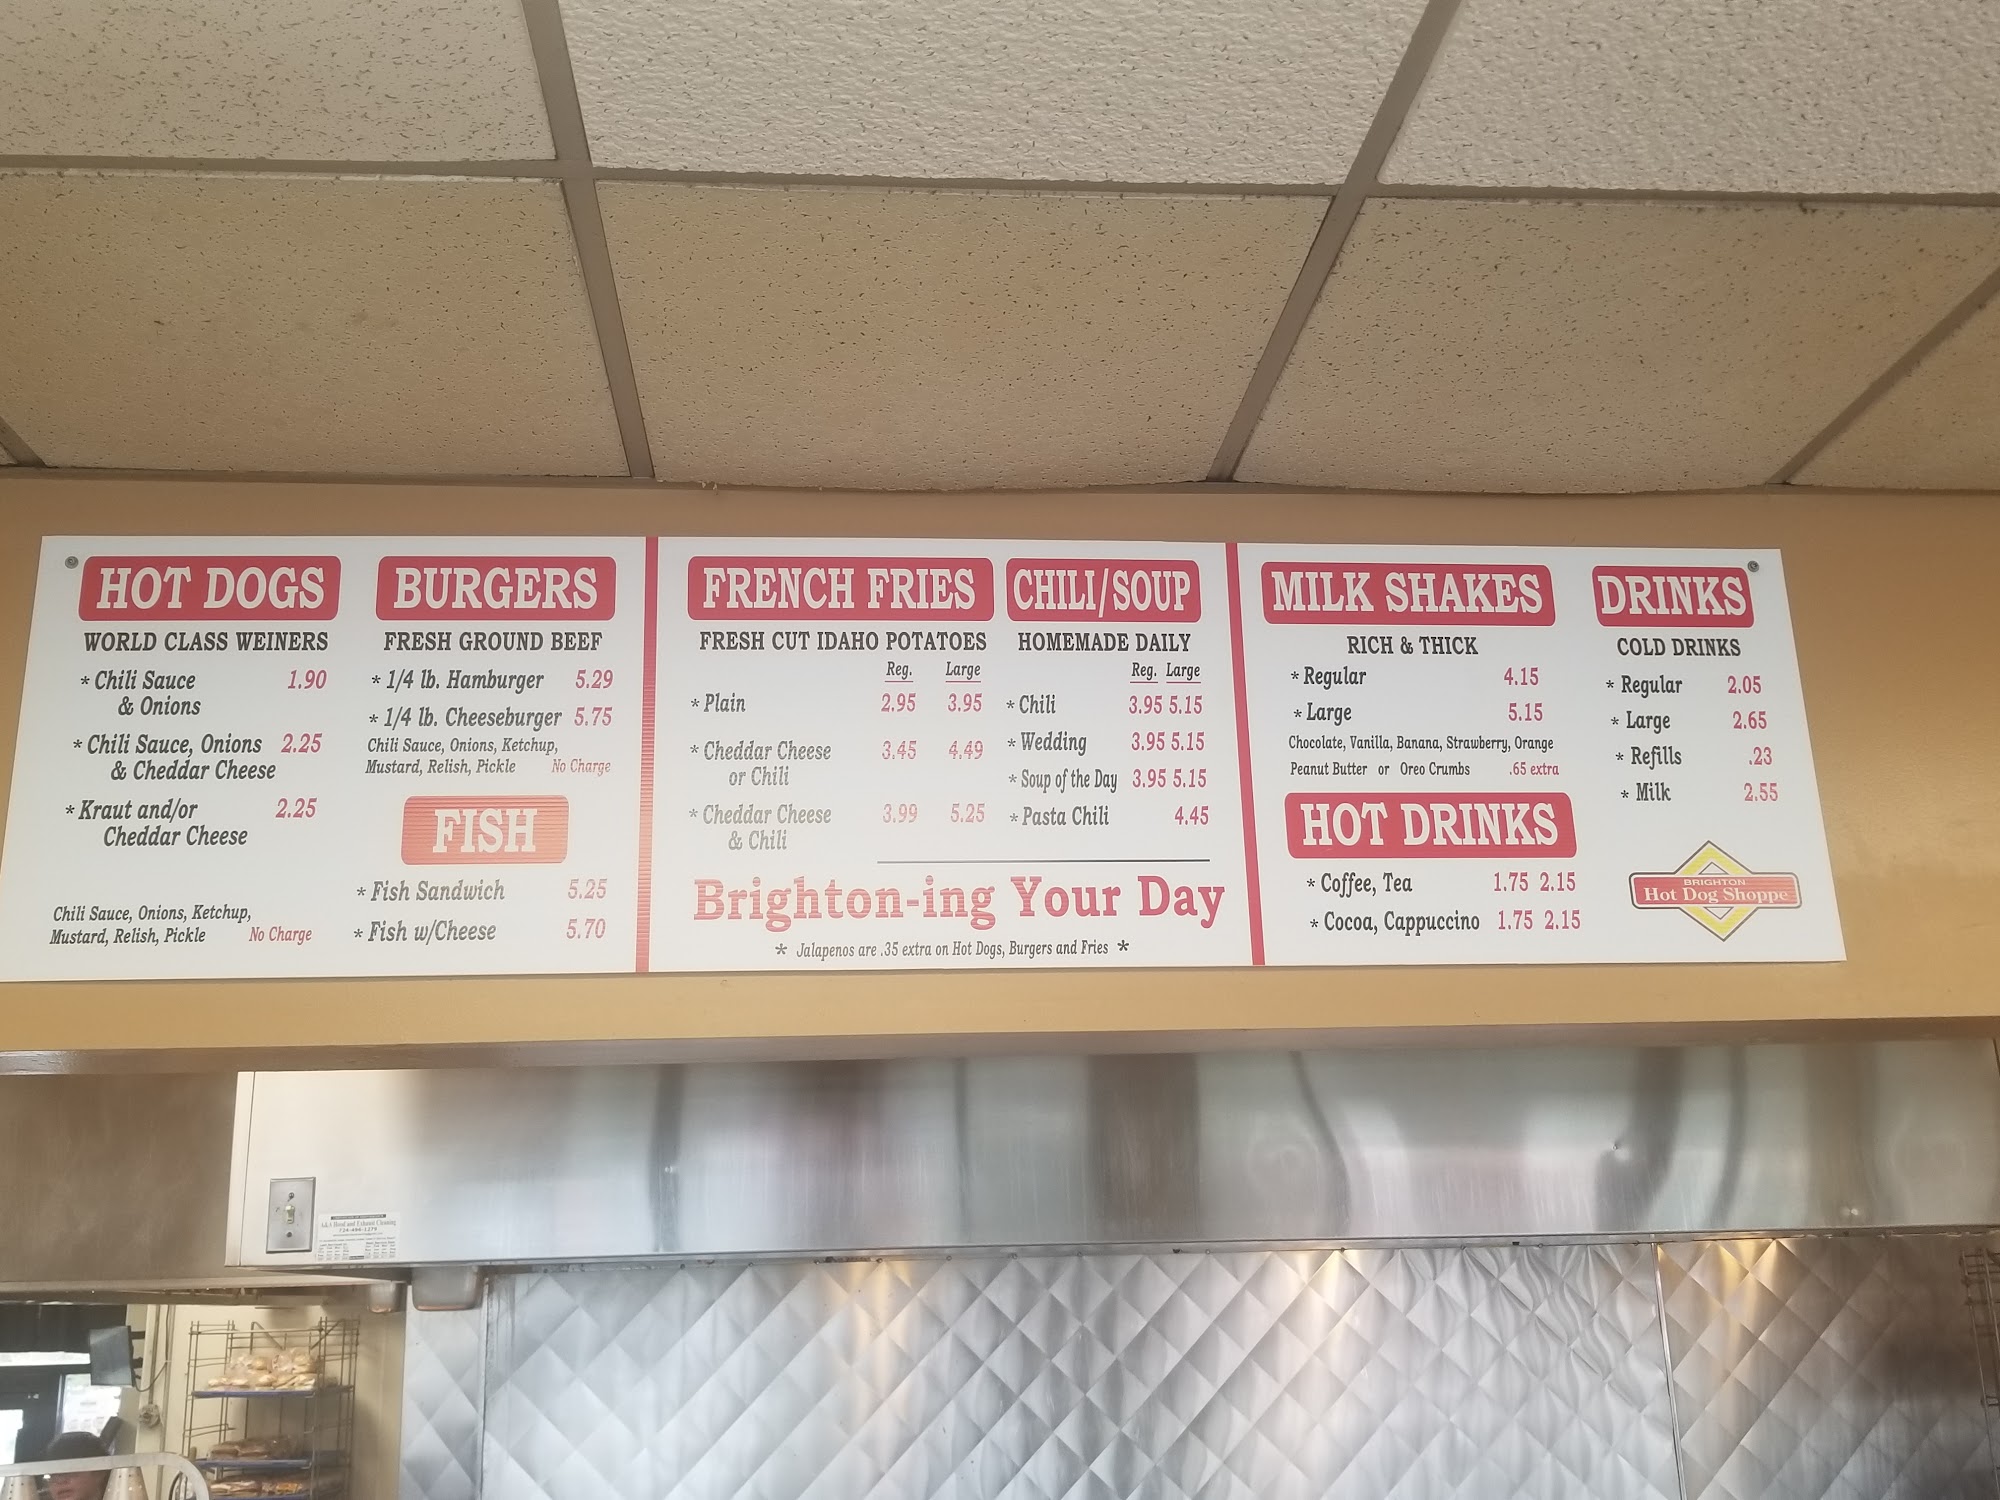 HOT DOGS
WORLD CLASS WEINERS
* Chili Sauce 1.90
& Onions
* Chili Sauce, Onions 2.25
& Cheddar Cheese
* Kraut and/or 2.25
Cheddar Cheese
Chili Sauce, Onions, Ketchup,
Mustard, Relish, Pickle No Charge
BURGERS
FRESH GROUND BEEF
* 1/4 lb. Hamburger 5.29
* 1/4 lb. Cheeseburger 5.75
Chili Sauce, Onions, Ketchup,
Mustard, Relish, Pickle No Charge
FISH
* Fish Sandwich 5.25
* Fish w/Cheese 5.70
FRENCH FRIES
FRESH CUT IDAHO POTATOES
Reg. Large
* Plain 2.95 3.95
* Cheddar Cheese 3.45 4.49
or Chili
* Cheddar Cheese 3.99 5.25
& Chili
CHILI/SOUP
HOMEMADE DAILY
Reg. Large
* Chili 3.95 5.15
* Wedding 3.95 5.15
* Soup of the Day 3.95 5.15
* Pasta Chili 4.45
Brighton-ing Your Day
* Jalapenos are .35 extra on Hot Dogs, Burgers and Fries *
MILK SHAKES
RICH & THICK
* Regular 4.15
* Large 5.15
Chocolate, Vanilla, Banana, Strawberry, Orange
Peanut Butter or Oreo Crumbs .65 extra
HOT DRINKS
* Coffee, Tea 1.75 2.15
* Cocoa, Cappuccino 1.75 2.15
DRINKS
COLD DRINKS
* Regular 2.05
* Large 2.65
* Refills .23
* Milk 2.55
BRIGHTON
Hot Dog Shoppe
Hood and Exhaust Cleaning